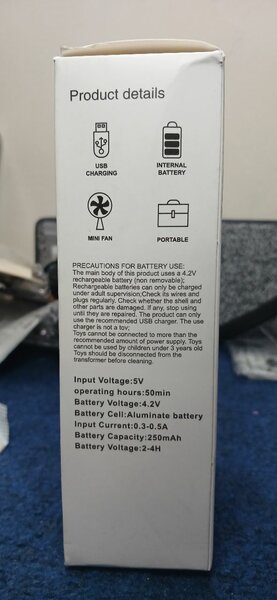 Product details
USB
CHARGING
INTERNAL
BATTERY
MINI FAN
PORTABLE
PRECAUTIONS FOR BATTERY USE:
The main body of this product uses a 4.2V
rechargeable battery (non removable);
Rechargeable batteries can only be charged
under adult supervision;Check its wires and
plugs regularly. Check whether the shell and
other parts are damaged. If any, stop using
until they are repaired. The product can only
use the recommended USB charger. The use
charger is not a toy;
Toys cannot be connected to more than the
recommended amount of power supply. Toys
cannot be used by children under 3 years old
Toys should be disconnected from the
transformer before cleaning.
Input Voltage:5V
operating hours:50min
Battery Voltage:4.2V
Battery Cell:Aluminate battery
Input Current:0.3-0.5A
Battery Capacity:250mAh
Battery Voltage:2-4H